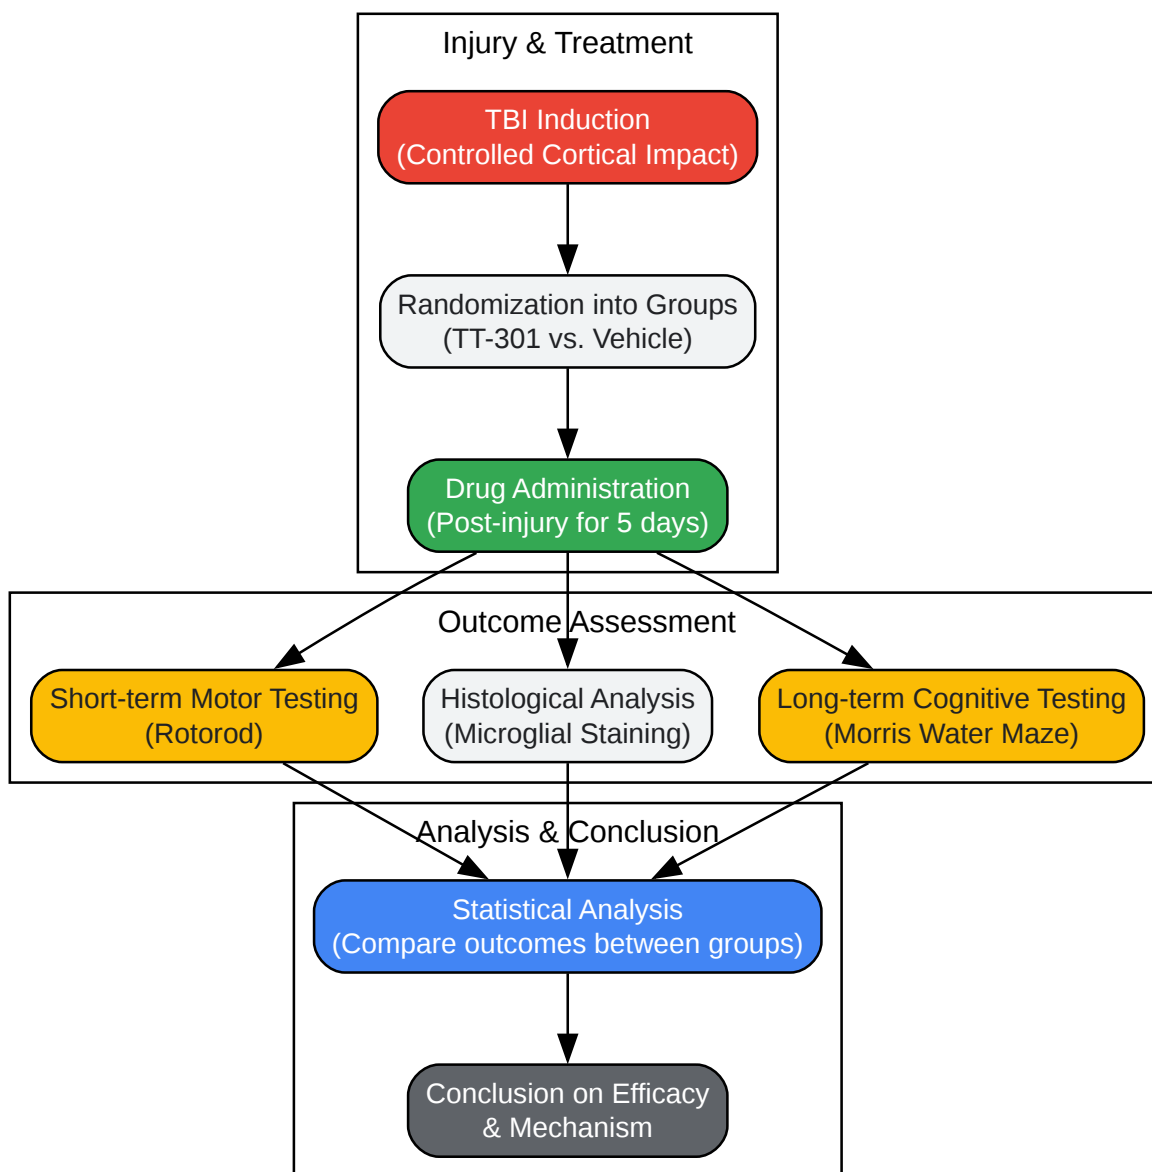 Injury & Treatment
TBI Induction
(Controlled Cortical Impact)
Randomization into Groups
(TT-301 vs. Vehicle)
Drug Administration
(Post-injury for 5 days)
Outcome Assessment
Short-term Motor Testing
(Rotorod)
Histological Analysis
(Microglial Staining)
Long-term Cognitive Testing
(Morris Water Maze)
Analysis & Conclusion
Statistical Analysis
(Compare outcomes between groups)
Conclusion on Efficacy
& Mechanism